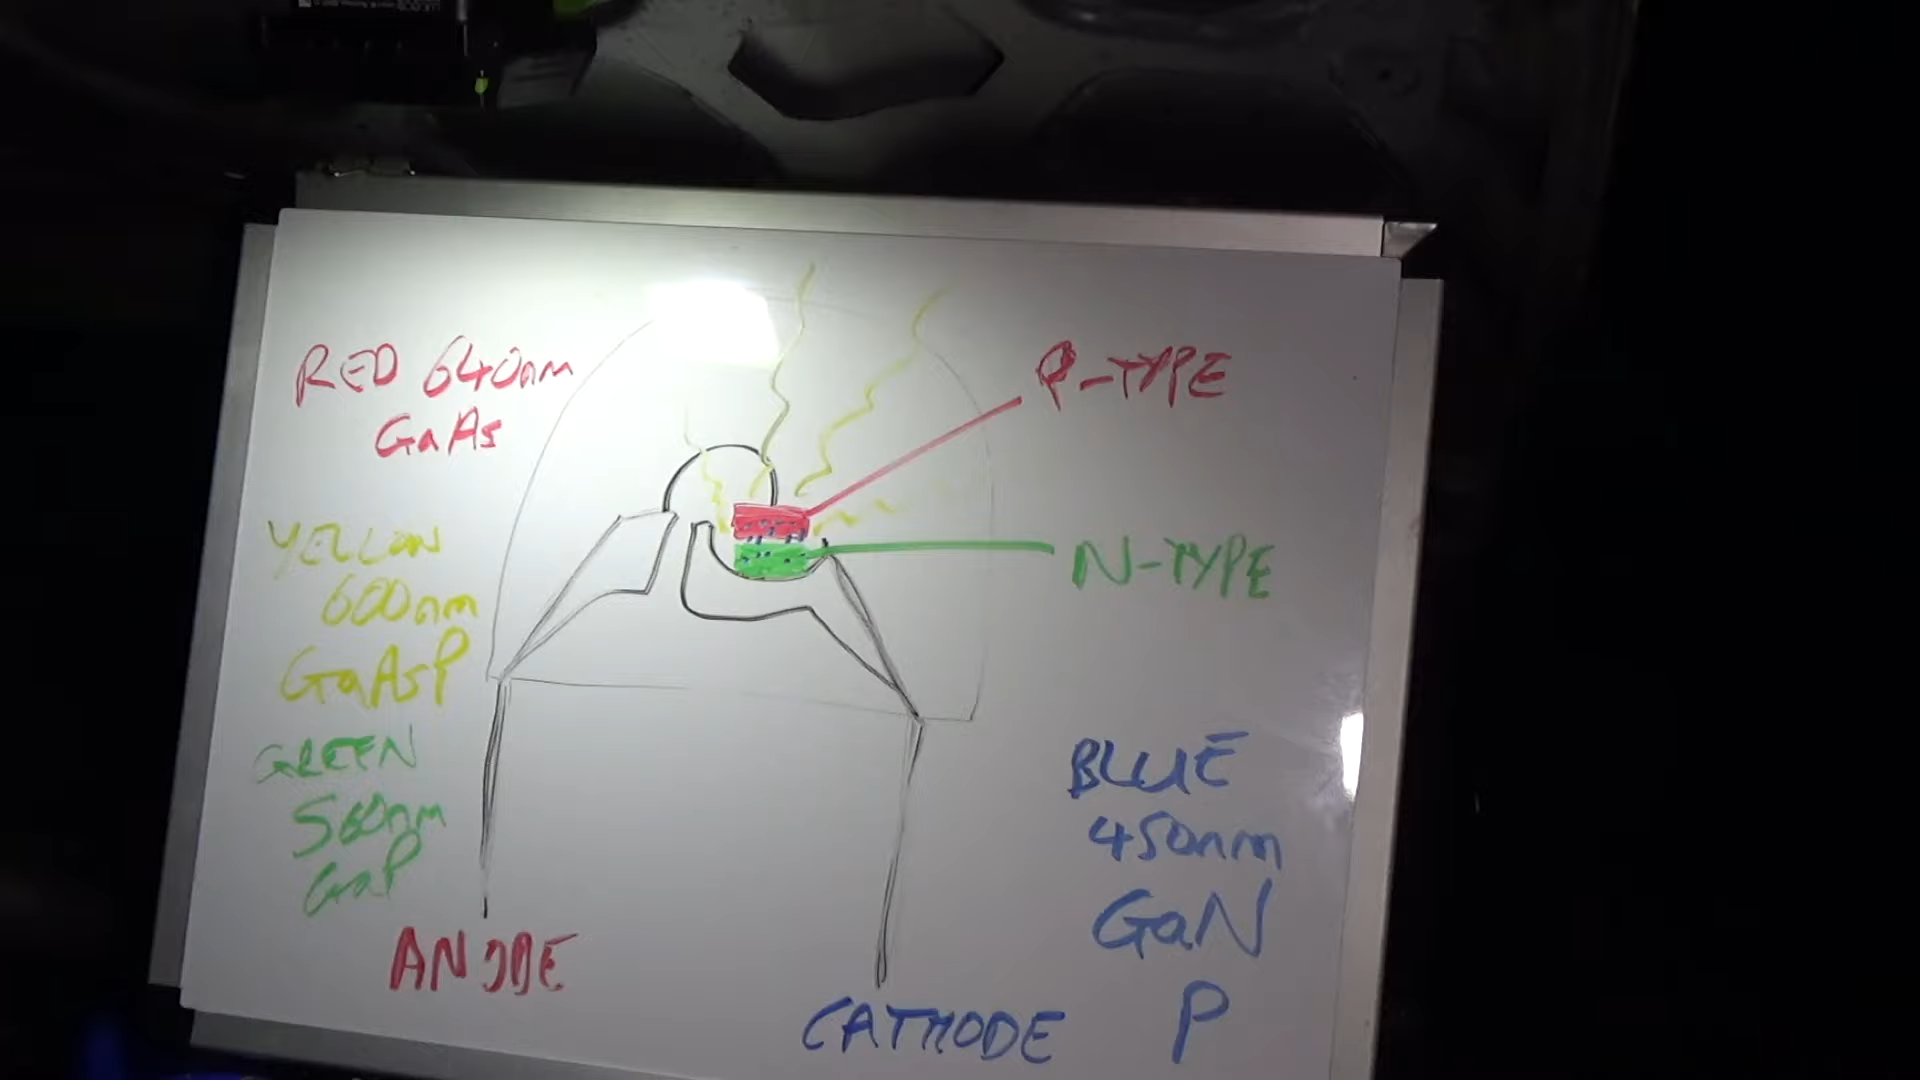 RED 640nm
GaAs
P-TYPE
YELLOW
600nm
GaAsP
N-TYPE
GREEN
560nm
GaP
BLUE
450nm
GaN
P
ANODE
CATHODE